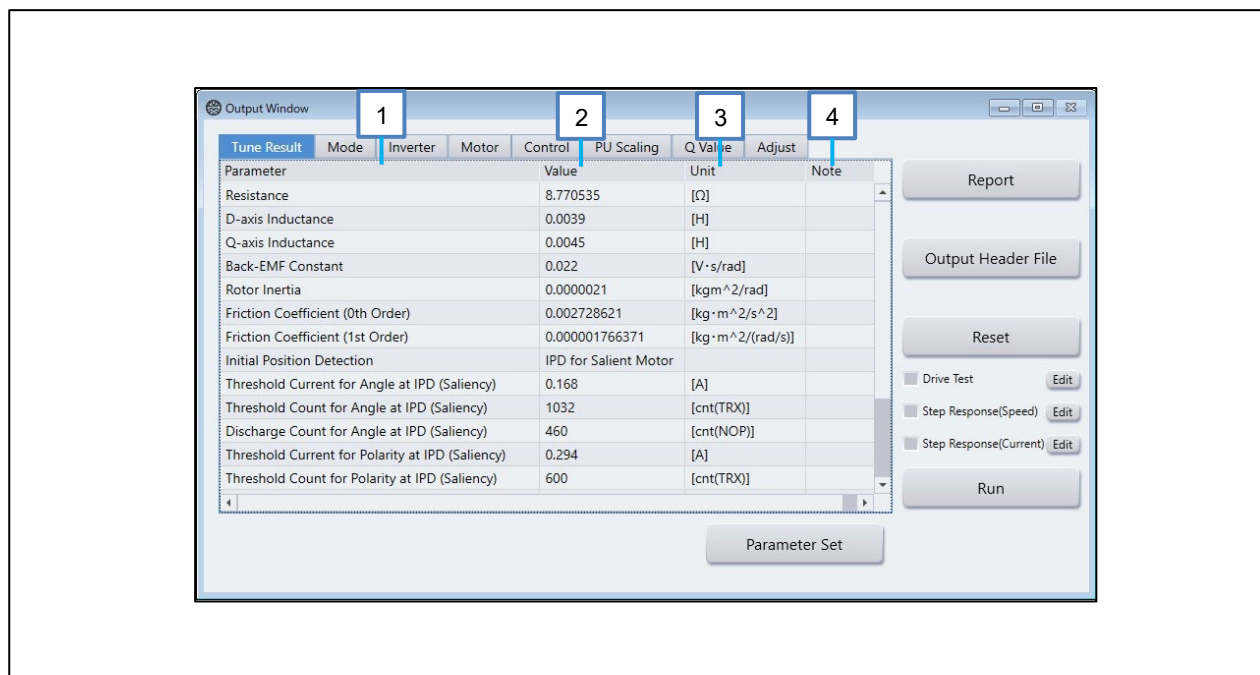 1 2 3 4
Output Window
Tune Result Mode Inverter Motor Control PU Scaling Q Value Adjust
Parameter Value Unit Note
Resistance 8.770535 [Ω]
D-axis Inductance 0.0039 [H]
Q-axis Inductance 0.0045 [H]
Back-EMF Constant 0.022 [V·s/rad]
Rotor Inertia 0.0000021 [kgm^2/rad]
Friction Coefficient (0th Order) 0.002728621 [kg·m^2/s^2]
Friction Coefficient (1st Order) 0.000001766371 [kg·m^2/(rad/s)]
Initial Position Detection IPD for Salient Motor
Threshold Current for Angle at IPD (Saliency) 0.168 [A]
Threshold Count for Angle at IPD (Saliency) 1032 [cnt(TRX)]
Discharge Count for Angle at IPD (Saliency) 460 [cnt(NOP)]
Threshold Current for Polarity at IPD (Saliency) 0.294 [A]
Threshold Count for Polarity at IPD (Saliency) 600 [cnt(TRX)]
Report
Output Header File
Reset
Drive Test Edit
Step Response(Speed) Edit
Step Response(Current) Edit
Run
Parameter Set